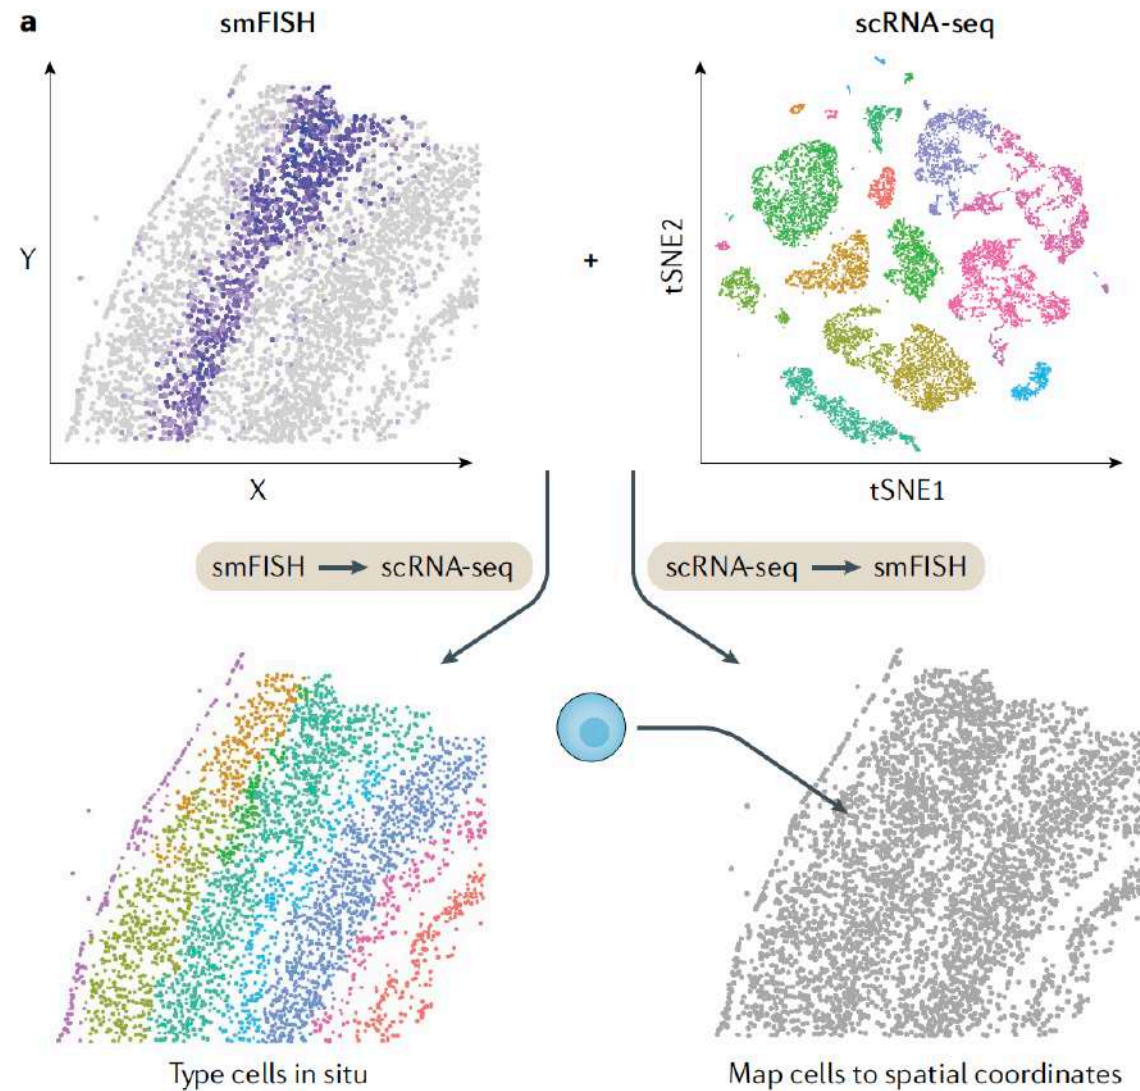 a
smFISH
scRNA-seq
Y
X
+
tSNE2
tSNE1
smFISH → scRNA-seq
scRNA-seq → smFISH
Type cells in situ
Map cells to spatial coordinates